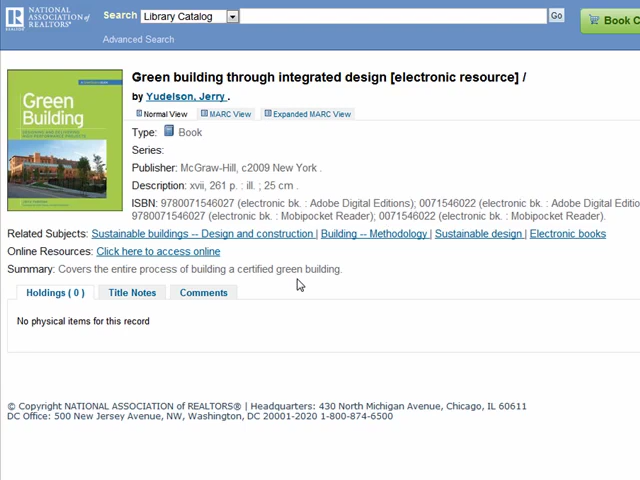 NATIONAL
ASSOCIATION of
REALTORS®
REALTOR
Search Library Catalog Go
Book C
Advanced Search
Green building through integrated design [electronic resource] /
by Yudelson, Jerry .
Normal View MARC View Expanded MARC View
Type: Book
Series:
Publisher: McGraw-Hill, c2009 New York .
Description: xvii, 261 p. : ill. ; 25 cm .
ISBN: 9780071546027 (electronic bk. : Adobe Digital Editions); 0071546022 (electronic bk. : Adobe Digital Editio
9780071546027 (electronic bk. : Mobipocket Reader); 0071546022 (electronic bk. : Mobipocket Reader).
Green
Building
Related Subjects: Sustainable buildings -- Design and construction | Building -- Methodology | Sustainable design | Electronic books
Online Resources: Click here to access online
Summary: Covers the entire process of building a certified green building.
Holdings ( 0 ) Title Notes Comments
No physical items for this record
© Copyright NATIONAL ASSOCIATION of REALTORS® | Headquarters: 430 North Michigan Avenue, Chicago, IL 60611
DC Office: 500 New Jersey Avenue, NW, Washington, DC 20001-2020 1-800-874-6500